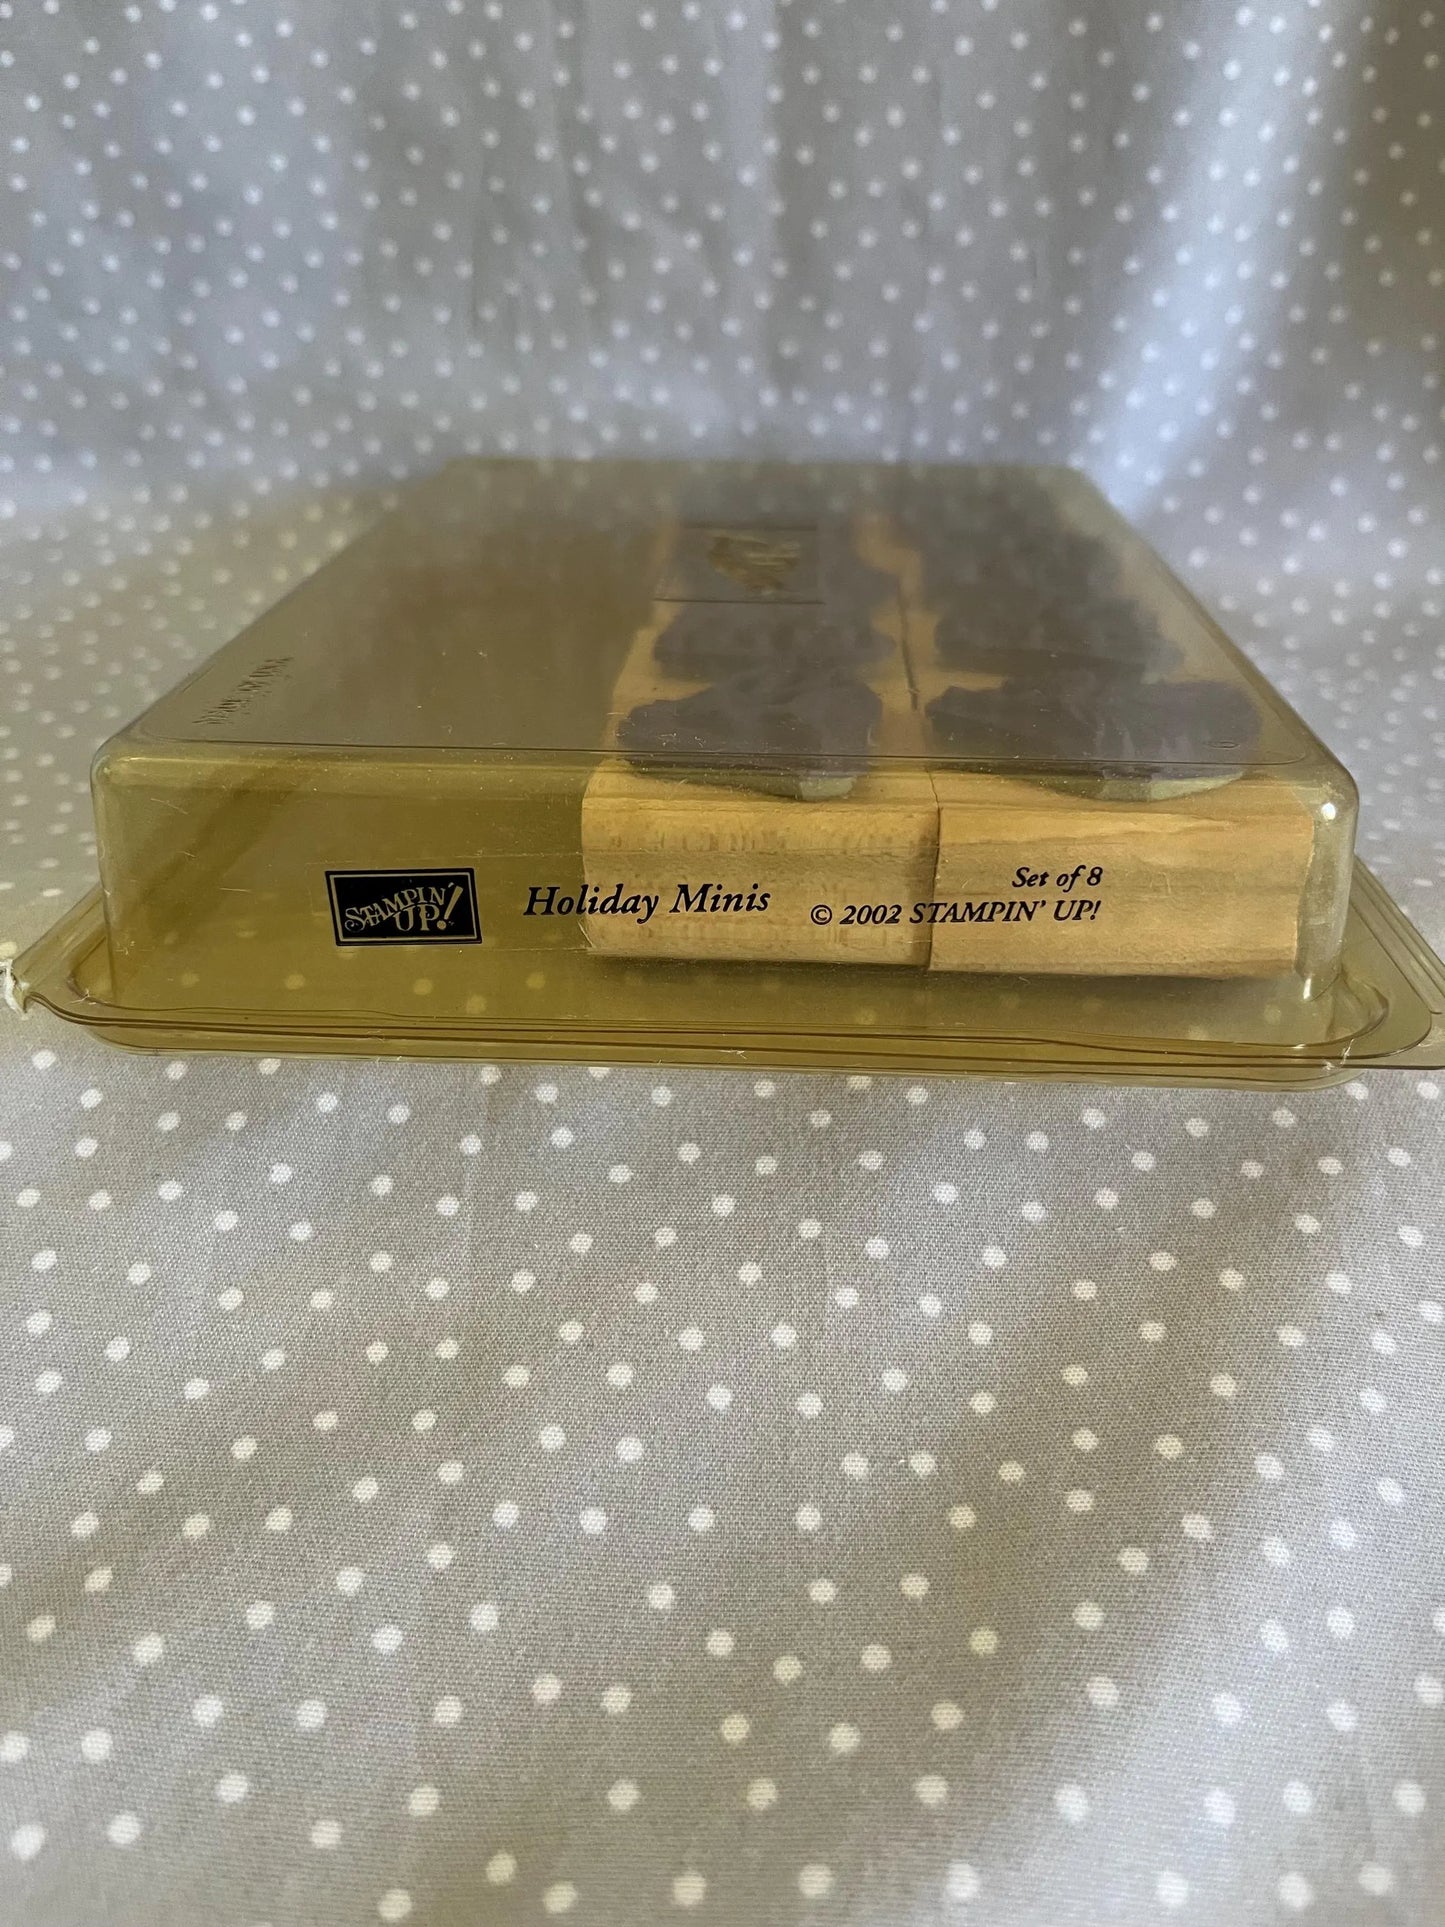 STAMPIN' UP!
Holiday Minis
Set of 8
© 2002 STAMPIN' UP!